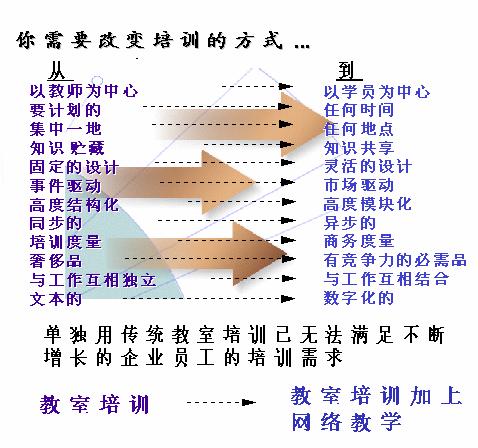 你需要改变培训的方式 ...
从 到
以教师为中心 以学员为中心
要计划的 任何时间
集中一地 任何地点
知识贮藏 知识共享
固定的设计 灵活的设计
事件驱动 市场驱动
高度结构化 高度模块化
同步的 异步的
培训度量 商务度量
奢侈品 有竞争力的必需品
与工作互相独立 与工作互相结合
文本的 数字化的
单独用传统教室培训已无法满足不断
增长的企业员工的培训需求
教室培训 教室培训加上
网络教学